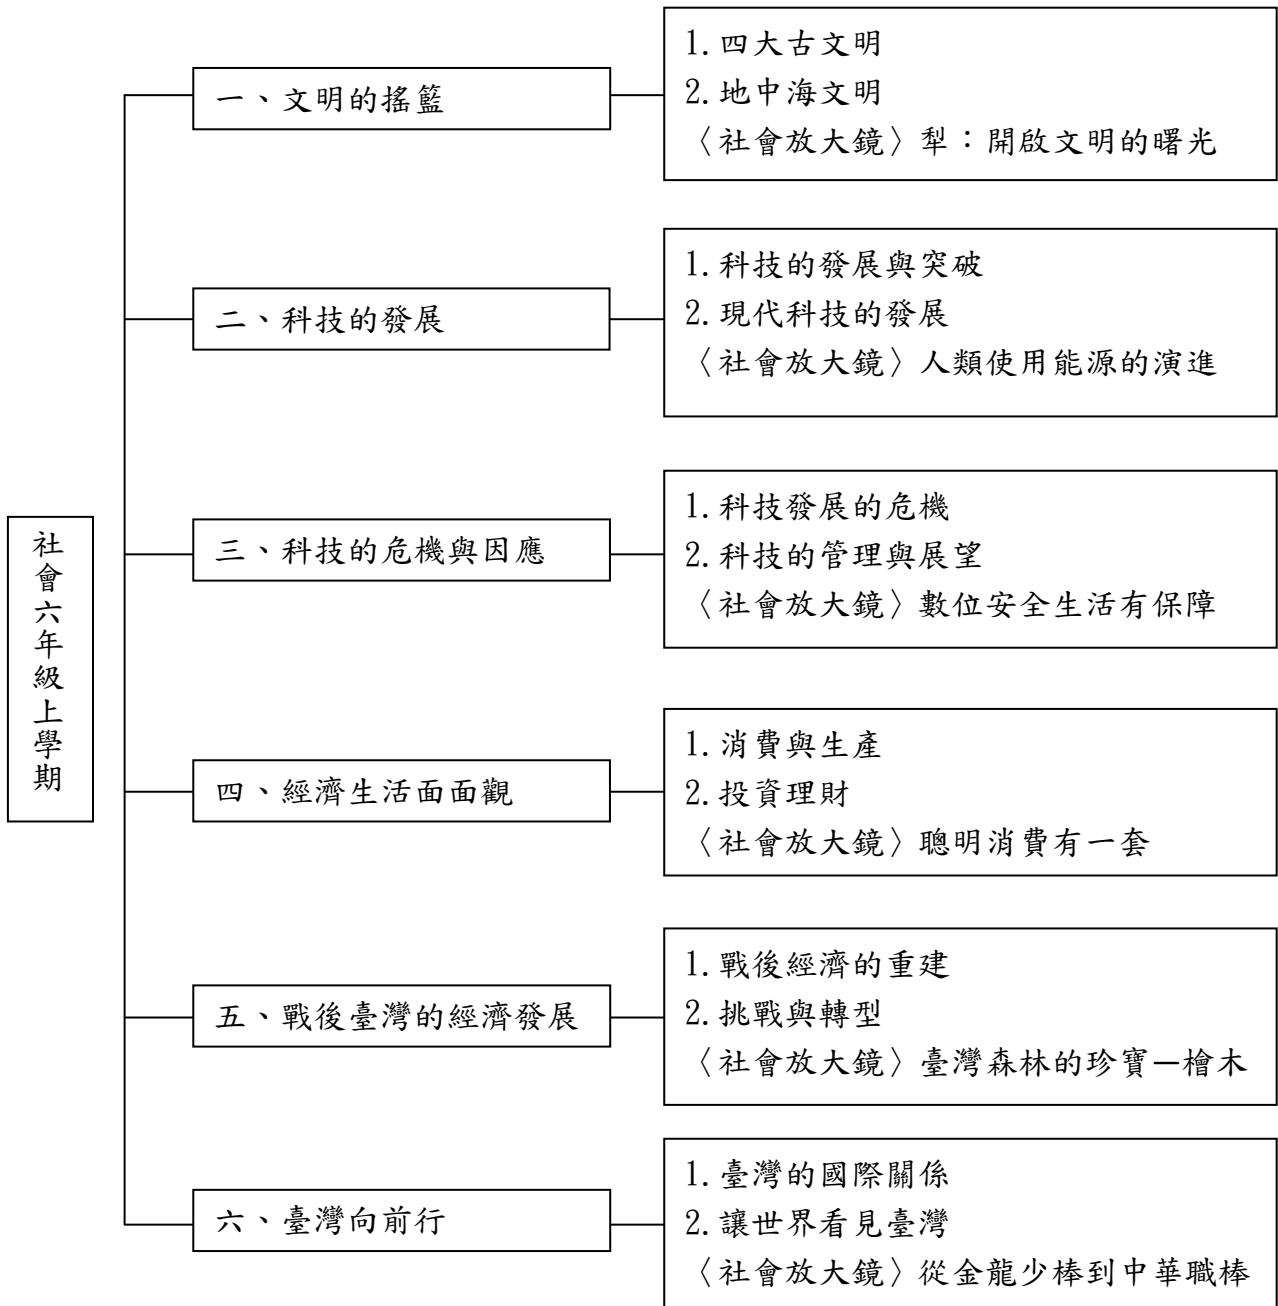 社會六年級上學期
一、文明的搖籃
1.四大古文明
2.地中海文明
〈社會放大鏡〉犁：開啟文明的曙光
二、科技的發展
1.科技的發展與突破
2.現代科技的發展
〈社會放大鏡〉人類使用能源的演進
三、科技的危機與因應
1.科技發展的危機
2.科技的管理與展望
〈社會放大鏡〉數位安全生活有保障
四、經濟生活面面觀
1.消費與生產
2.投資理財
〈社會放大鏡〉聰明消費有一套
五、戰後臺灣的經濟發展
1.戰後經濟的重建
2.挑戰與轉型
〈社會放大鏡〉臺灣森林的珍寶—檜木
六、臺灣向前行
1.臺灣的國際關係
2.讓世界看見臺灣
〈社會放大鏡〉從金龍少棒到中華職棒